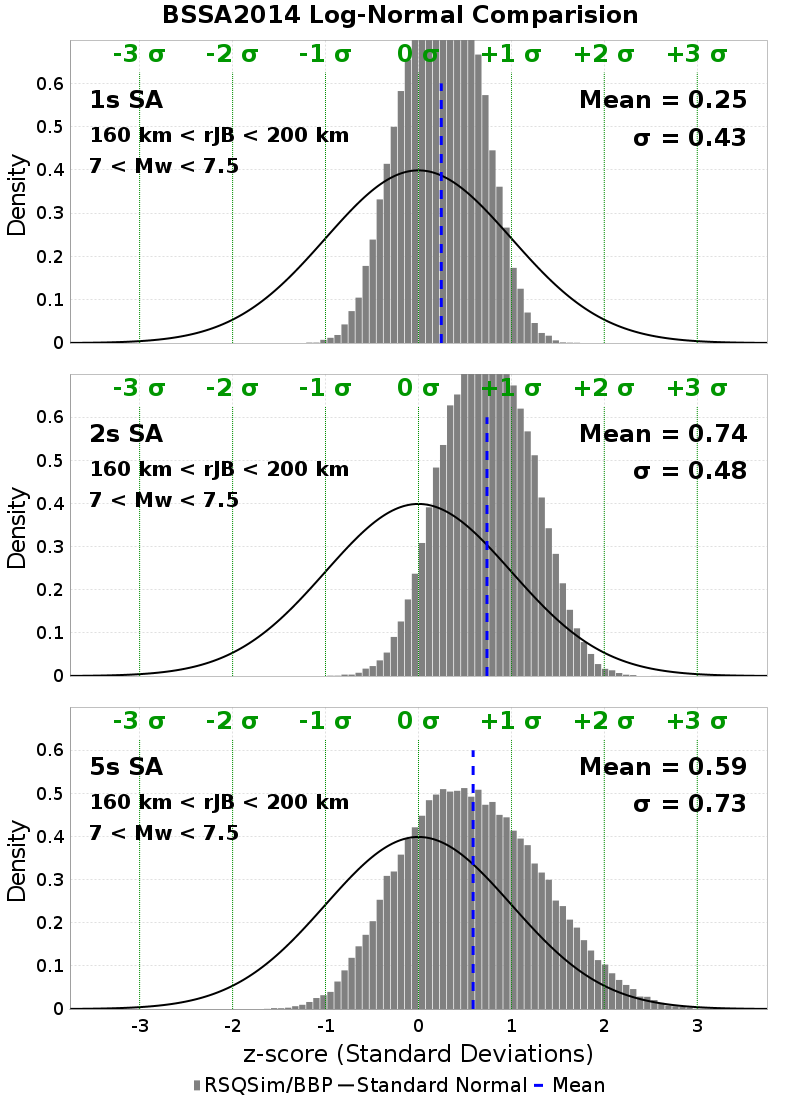 BSSA2014 Log-Normal Comparision
-3 σ -2 σ -1 σ 0 σ +1 σ +2 σ +3 σ
1s SA
Mean = 0.25
160 km < rJB < 200 km
σ = 0.43
7 < Mw < 7.5
Density
0.6
0.5
0.4
0.3
0.2
0.1
0
-3 σ -2 σ -1 σ 0 σ +1 σ +2 σ +3 σ
2s SA
Mean = 0.74
160 km < rJB < 200 km
σ = 0.48
7 < Mw < 7.5
Density
0.6
0.5
0.4
0.3
0.2
0.1
0
-3 σ -2 σ -1 σ 0 σ +1 σ +2 σ +3 σ
5s SA
Mean = 0.59
160 km < rJB < 200 km
σ = 0.73
7 < Mw < 7.5
Density
0.6
0.5
0.4
0.3
0.2
0.1
0
-3 -2 -1 0 1 2 3
z-score (Standard Deviations)
RSQSim/BBP Standard Normal Mean